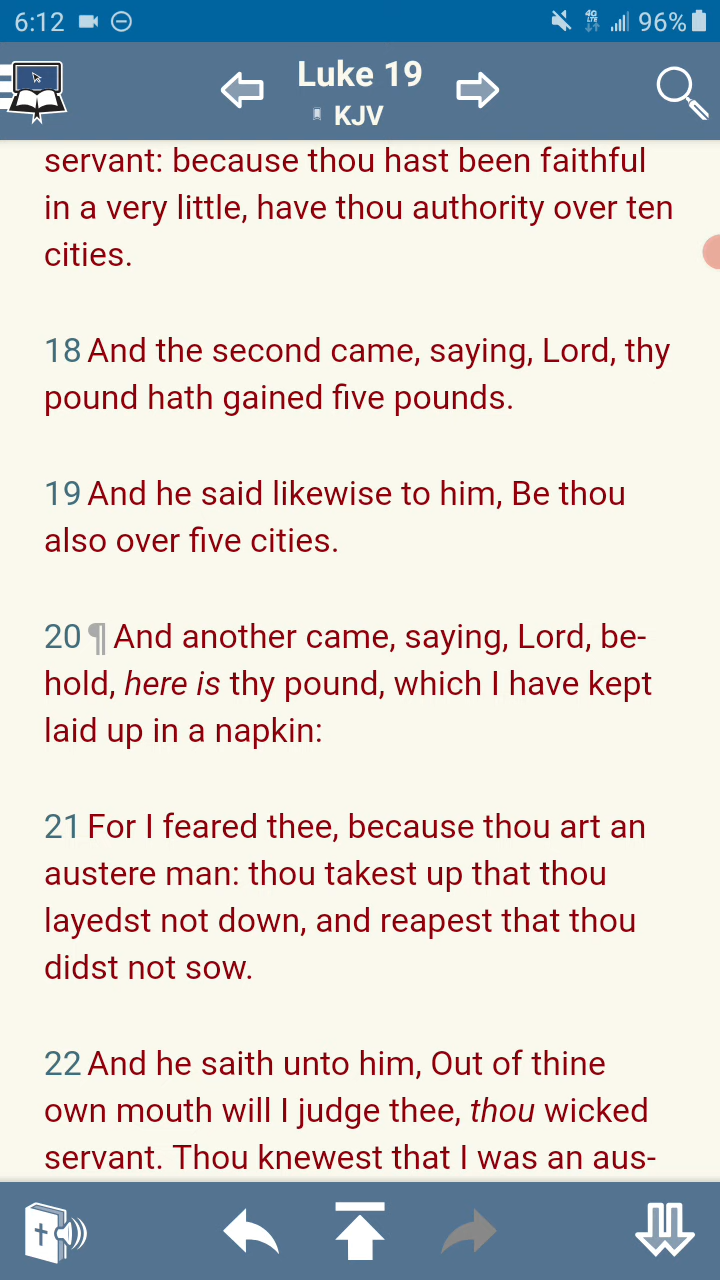 6:12
4G
LTE
96%
Luke 19
KJV
servant: because thou hast been faithful
in a very little, have thou authority over ten
cities.
18 And the second came, saying, Lord, thy
pound hath gained five pounds.
19 And he said likewise to him, Be thou
also over five cities.
20 ¶ And another came, saying, Lord, be-
hold, here is thy pound, which I have kept
laid up in a napkin:
21 For I feared thee, because thou art an
austere man: thou takest up that thou
layedst not down, and reapest that thou
didst not sow.
22 And he saith unto him, Out of thine
own mouth will I judge thee, thou wicked
servant. Thou knewest that I was an aus-